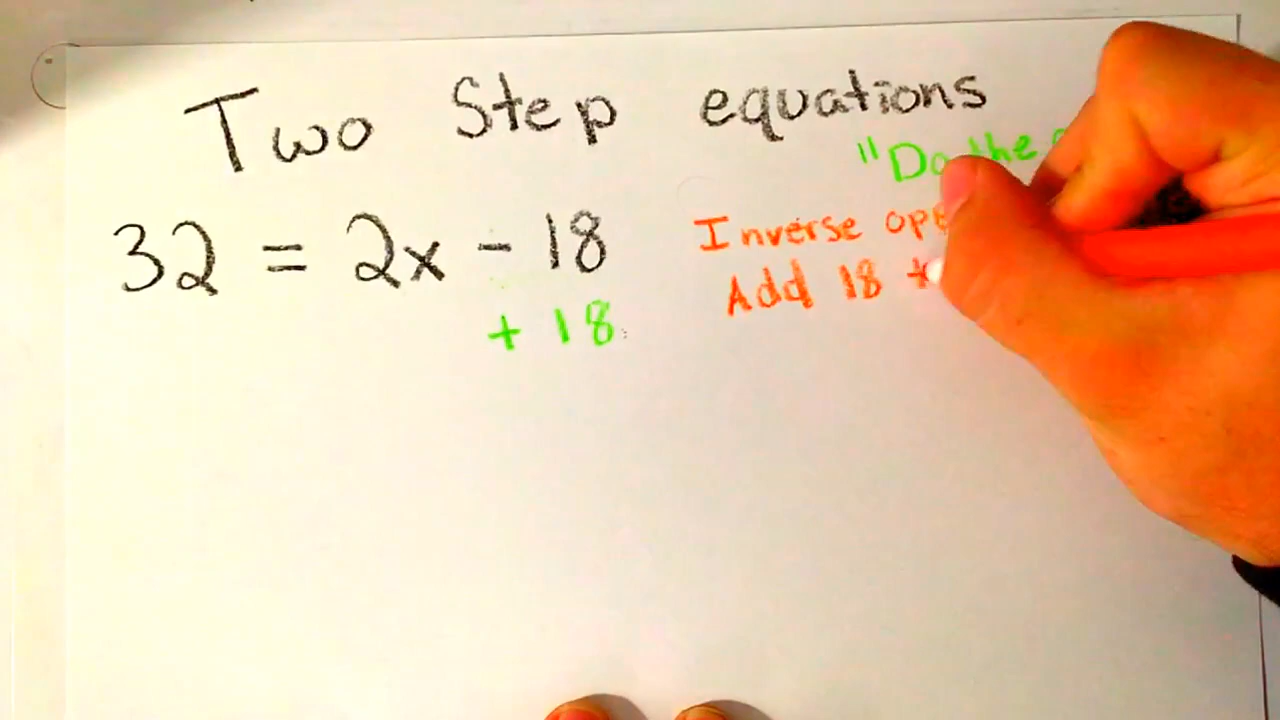 Two Step equations
"Do the
32 = 2x - 18
+ 18
Inverse
Add 18